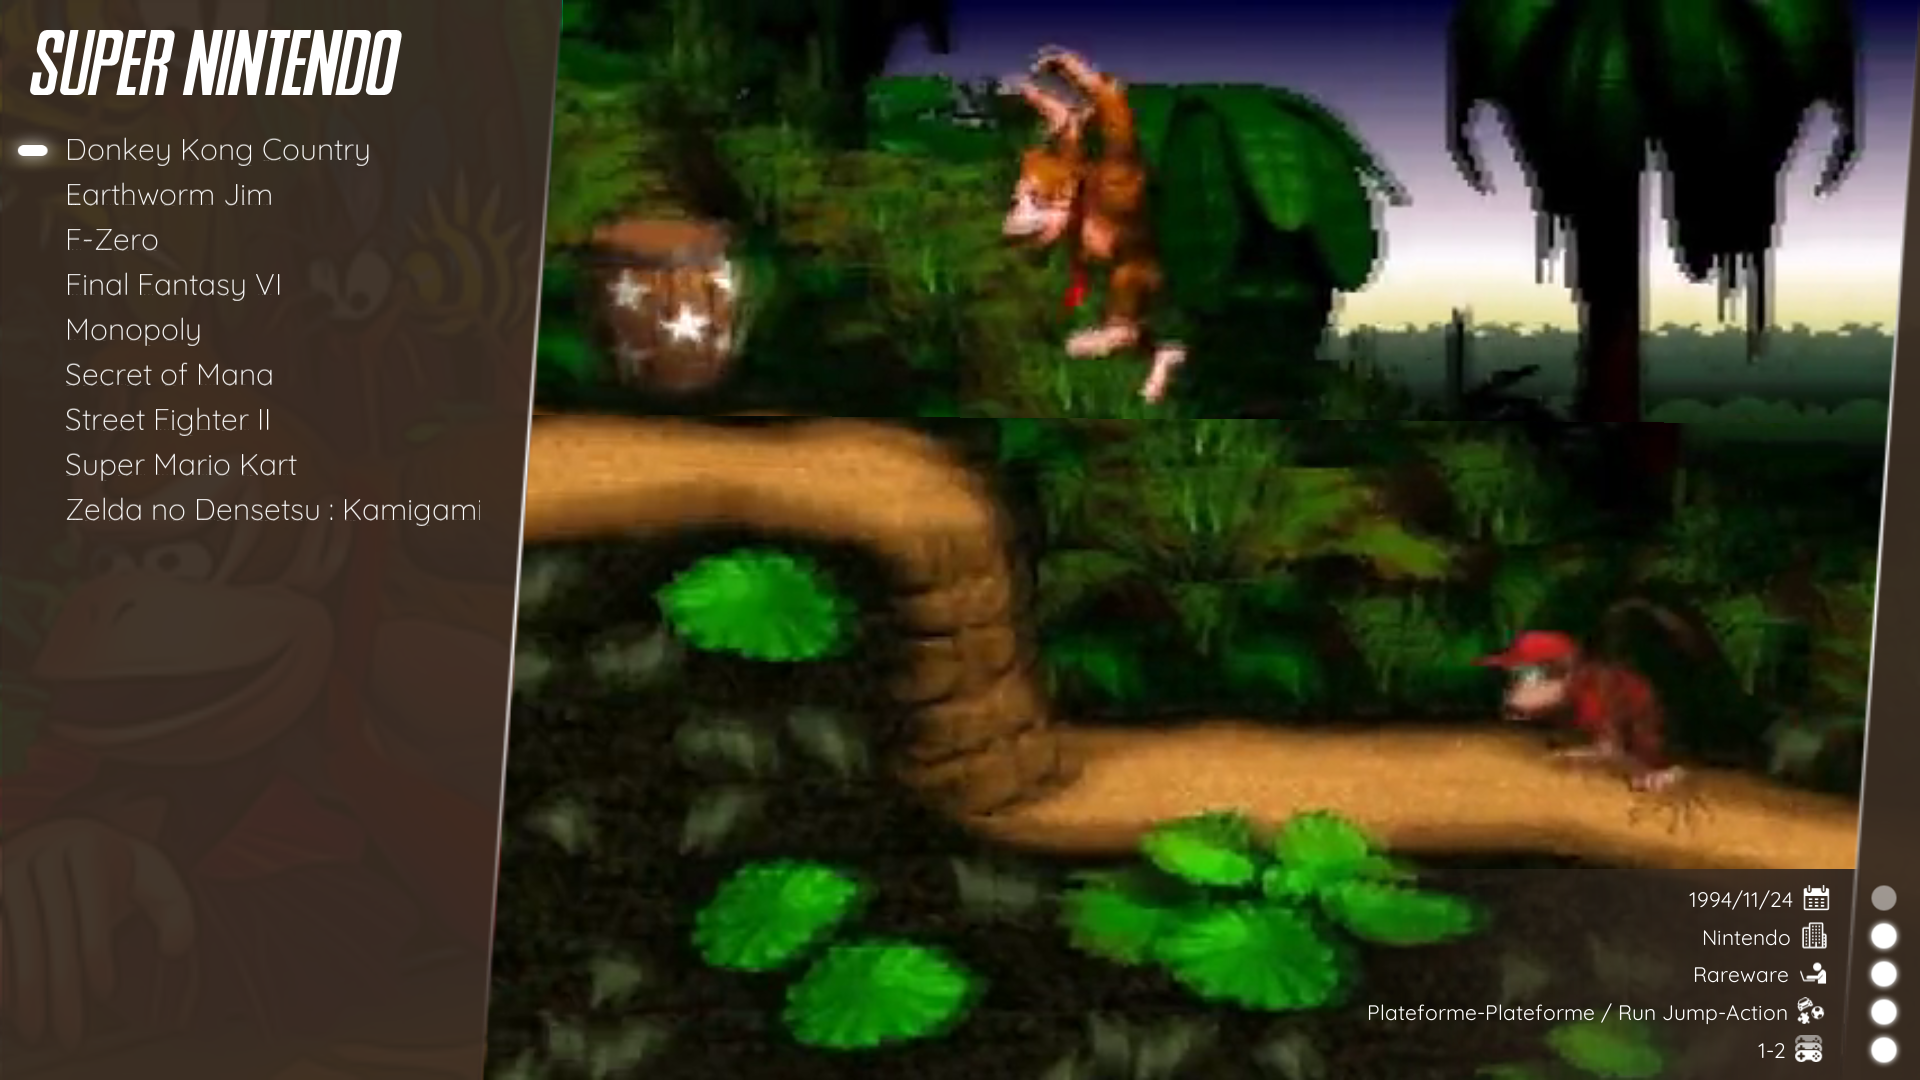 SUPER NINTENDO
Donkey Kong Country
Earthworm Jim
F-Zero
Final Fantasy VI
Monopoly
Secret of Mana
Street Fighter II
Super Mario Kart
Zelda no Densetsu : Kamigami
1994/11/24
Nintendo
Rareware
Plateforme-Plateforme / Run Jump-Action
1-2